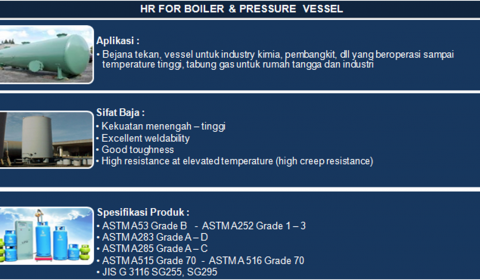 HR FOR BOILER & PRESSURE VESSEL
Aplikasi :
• Bejana tekan, vessel untuk industry kimia, pembangkit, dll yang beroperasi sampai
temperature tinggi, tabung gas untuk rumah tangga dan industri
Sifat Baja :
• Kekuatan menengah – tinggi
• Excellent weldability
• Good toughness
• High resistance at elevated temperature (high creep resistance)
Spesifikasi Produk :
• ASTM A53 Grade B - ASTM A252 Grade 1 – 3
• ASTM A283 Grade A – D
• ASTM A285 Grade A – C
• ASTM A515 Grade 70 - ASTM A 516 Grade 70
• JIS G 3116 SG255, SG295